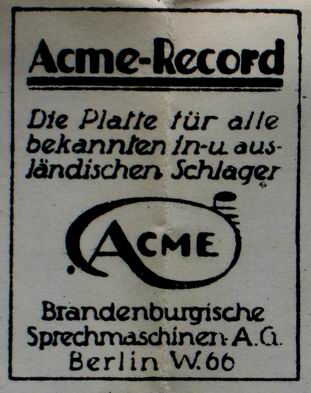 Acme-Record
Die Platte für alle
bekannten in-u. aus-
ländischen Schlager
ACME
Brandenburgische
Sprechmaschinen-A.G.
Berlin W.66